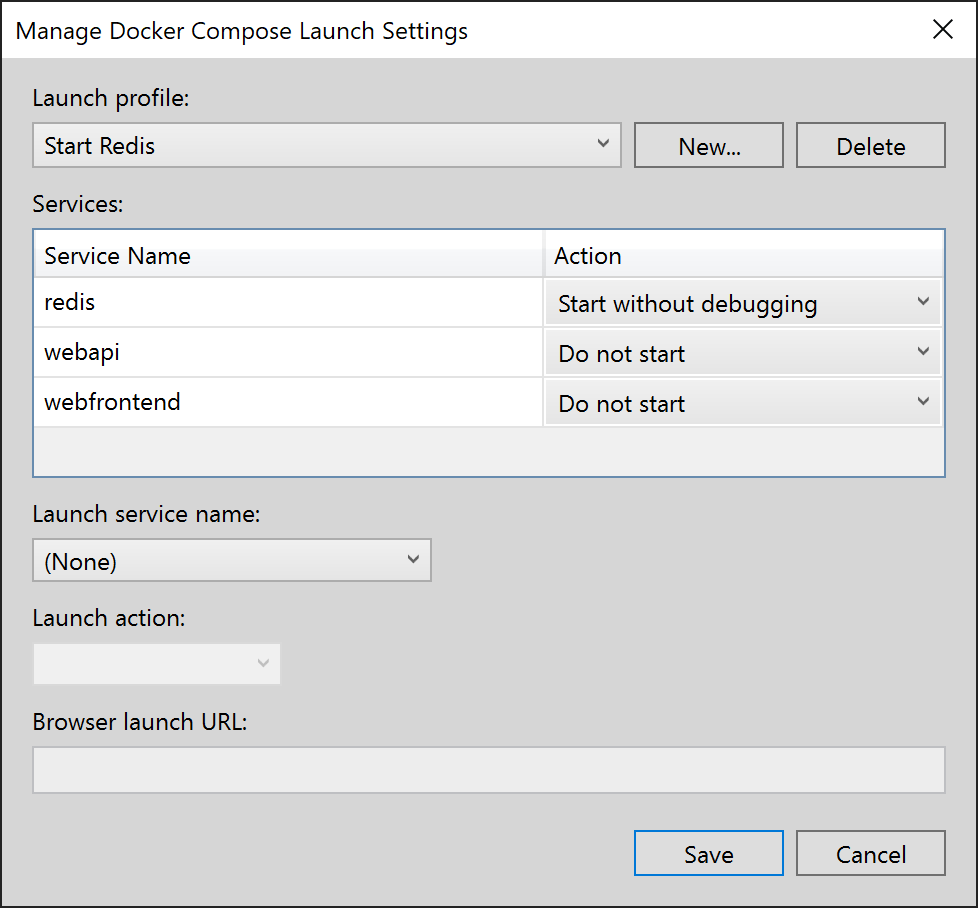 Manage Docker Compose Launch Settings
Launch profile:
Start Redis New... Delete
Services:
Service Name Action
redis Start without debugging
webapi Do not start
webfrontend Do not start
Launch service name:
(None)
Launch action:
Browser launch URL:
Save Cancel